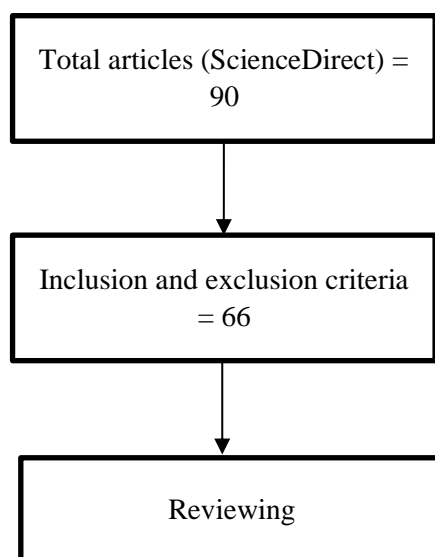 Total articles (ScienceDirect) =
90
Inclusion and exclusion criteria
= 66
Reviewing